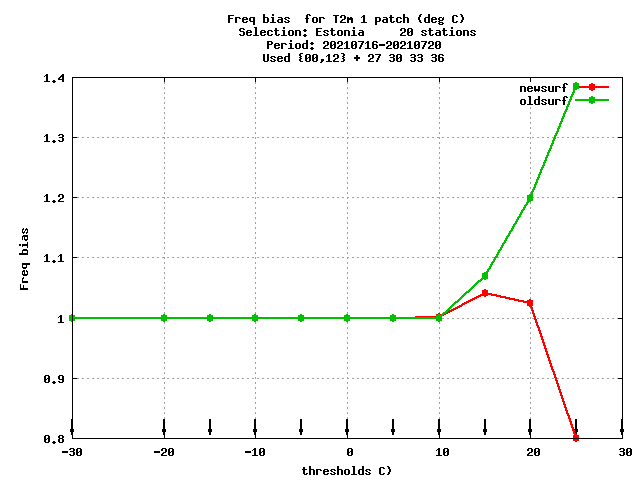 Freq bias  for T2m 1 patch (deg C)
Selection: Estonia     20 stations
Period: 20210716-20210720
Used {00,12} + 27 30 33 36
newsurf
oldsurf
1.4
1.3
1.2
1.1
1
0.9
0.8
Freq bias
-30 -20 -10 0 10 20 30
thresholds C)